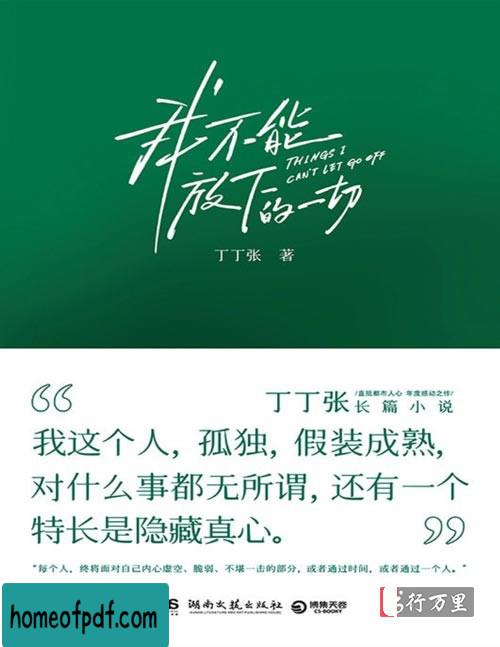 我不能
THINGS I
CAN'T LET GO OFF
放下的一切
丁丁张 著
丁丁张
/直抵都市人心 年度感动之作/
长篇小说
“我这个人，孤独，假装成熟，
对什么事都无所谓，还有一个
特长是隐藏真心。”
“每个人，终将面对自己内心虚空、脆弱、不堪一击的部分，或者通过时间，或者通过一个人。”
湖南文艺出版社
博集天卷
CS-BOOKY
行万里
homeofpdf.com